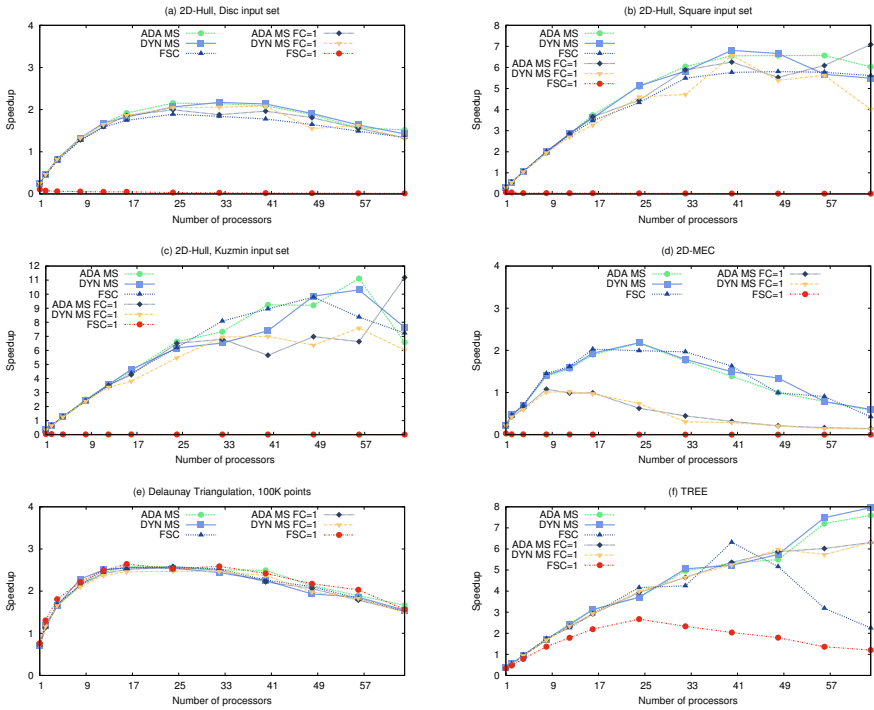 (a) 2D-Hull, Disc input set
ADA MS
DYN MS
FSC
ADA MS FC=1
DYN MS FC=1
FSC=1
Speedup
4
3
2
1
0
1 9 17 25 33 41 49 57
Number of processors
(b) 2D-Hull, Square input set
ADA MS
DYN MS
FSC
ADA MS FC=1
DYN MS FC=1
FSC=1
Speedup
8
7
6
5
4
3
2
1
0
1 9 17 25 33 41 49 57
Number of processors
(c) 2D-Hull, Kuzmin input set
ADA MS
DYN MS
FSC
ADA MS FC=1
DYN MS FC=1
FSC=1
Speedup
12
11
10
9
8
7
6
5
4
3
2
1
0
1 9 17 25 33 41 49 57
Number of processors
(d) 2D-MEC
ADA MS
DYN MS
FSC
ADA MS FC=1
DYN MS FC=1
FSC=1
Speedup
4
3
2
1
0
1 9 17 25 33 41 49 57
Number of processors
(e) Delaunay Triangulation, 100K points
ADA MS
DYN MS
FSC
ADA MS FC=1
DYN MS FC=1
FSC=1
Speedup
4
3
2
1
0
1 9 17 25 33 41 49 57
Number of processors
(f) TREE
ADA MS
DYN MS
FSC
ADA MS FC=1
DYN MS FC=1
FSC=1
Speedup
8
7
6
5
4
3
2
1
0
1 9 17 25 33 41 49 57
Number of processors